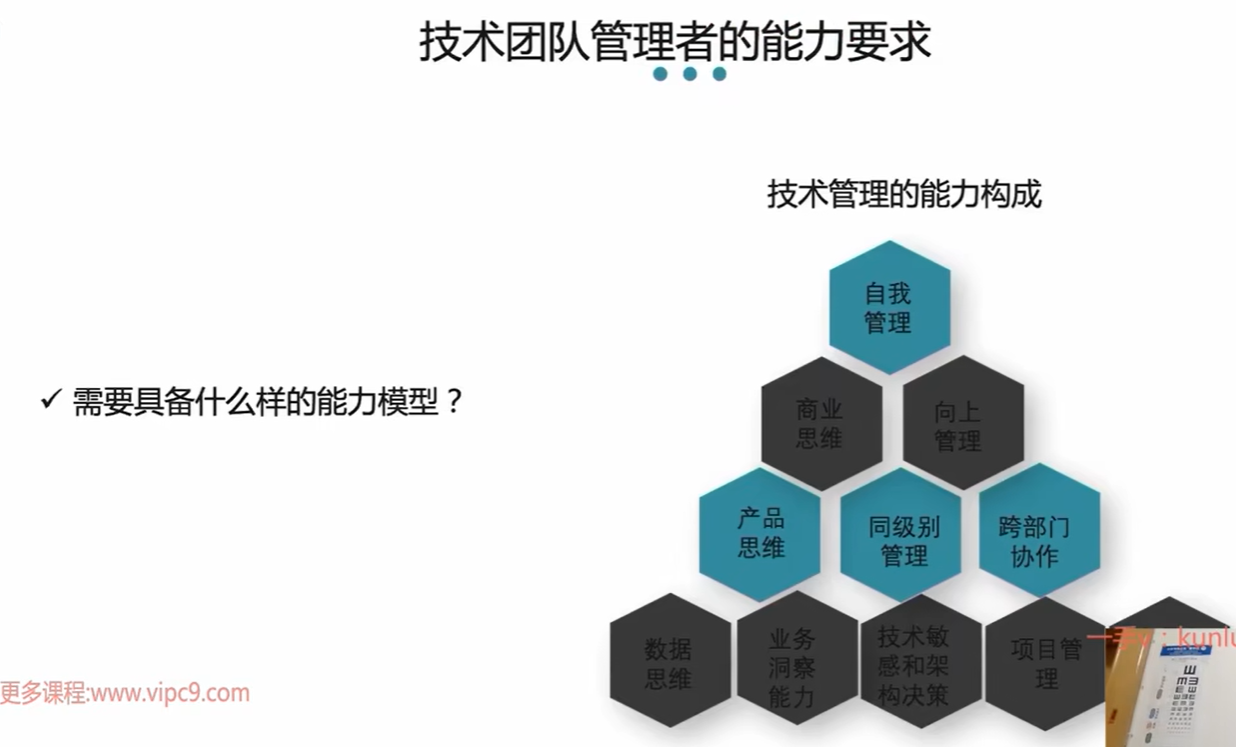 技术团队管理者的能力要求
技术管理的能力构成
自我
管理
商业
思维
向上
管理
需要具备什么样的能力模型？
产品
思维
同级别
管理
跨部门
协作
数据
思维
业务
洞察
能力
技术敏
感和架
构决策
项目管
理
更多课程:www.vipc9.com